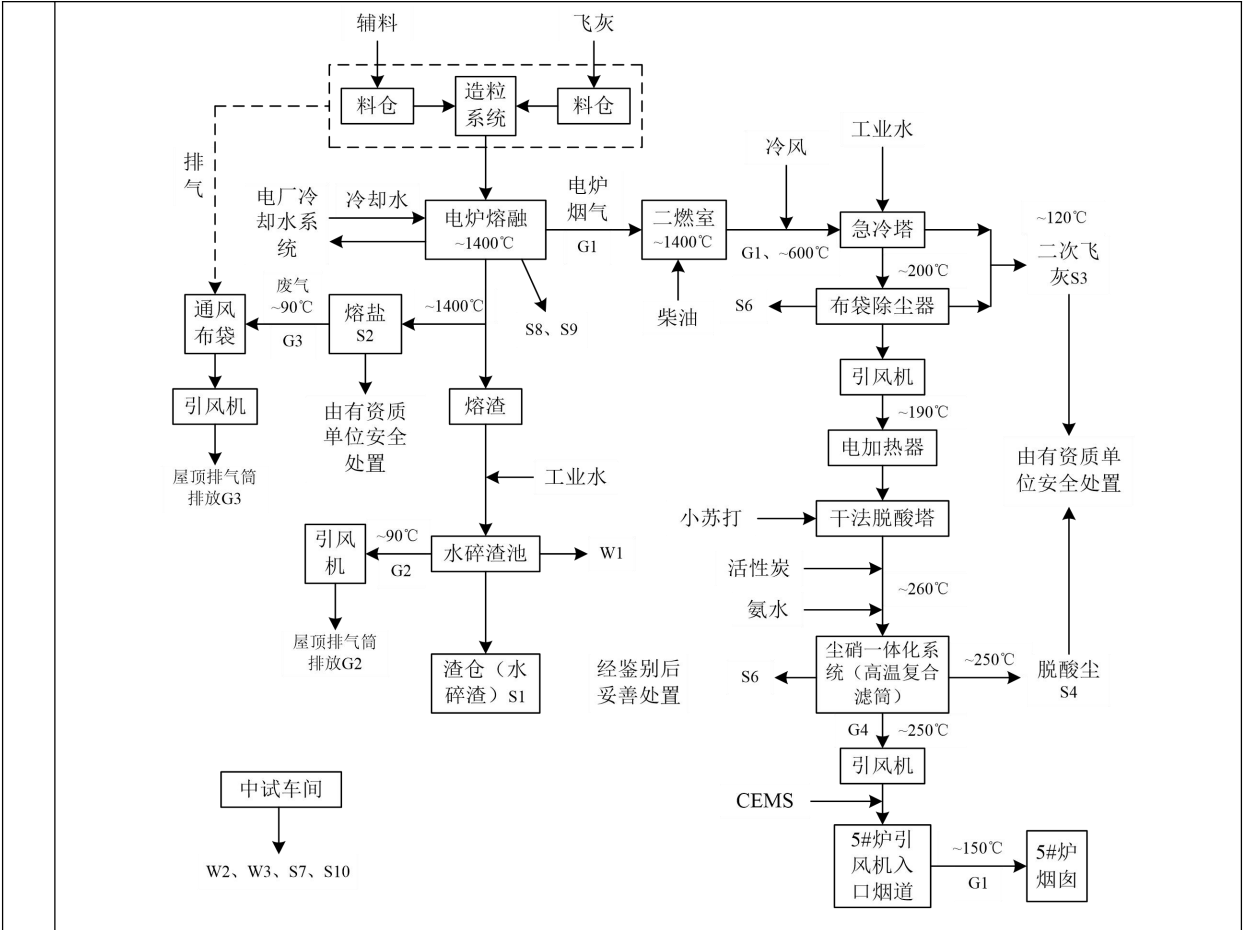 辅料
飞灰
料仓
造粒
系统
料仓
排
气
电厂冷
却水系
统
冷却水
电炉熔融
~1400℃
电炉
烟气
G1
二燃室
~1400℃
柴油
冷风
G1、~600℃
工业水
急冷塔
~200℃
~120℃
二次飞
灰S3
S6
布袋除尘器
S8、S9
~1400℃
熔盐
S2
废气
~90℃
G3
通风
布袋
引风机
屋顶排气筒
排放G3
由有资质
单位安全
处置
熔渣
工业水
引风
机
~90℃
G2
水碎渣池
W1
屋顶排气筒
排放G2
渣仓（水
碎渣）S1
经鉴别后
妥善处置
引风机
~190℃
电加热器
小苏打
干法脱酸塔
活性炭
~260℃
氨水
S6
尘硝一体化系
统（高温复合
滤筒）
~250℃
脱酸尘
S4
由有资质单
位安全处置
G4
~250℃
引风机
CEMS
5#炉引
风机入
口烟道
~150℃
G1
5#炉
烟囱
中试车间
W2、W3、S7、S10